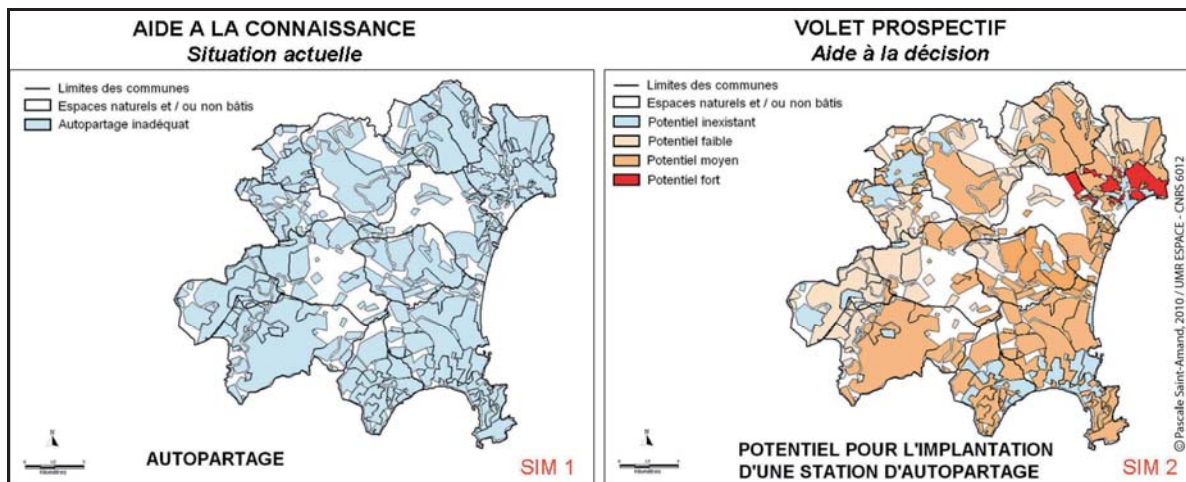 AIDE A LA CONNAISSANCE
Situation actuelle
Limites des communes
Espaces naturels et / ou non bâtis
Autopartage inadéquat
N
Kilomètres
AUTOPARTAGE
SIM 1
VOLET PROSPECTIF
Aide à la décision
Limites des communes
Espaces naturels et / ou non bâtis
Potentiel inexistant
Potentiel faible
Potentiel moyen
Potentiel fort
N
Kilomètres
POTENTIEL POUR L'IMPLANTATION
D'UNE STATION D'AUTOPARTAGE
SIM 2
© Pascale Saint-Amand, 2010 / UMR ESPACE - CNRS 6012